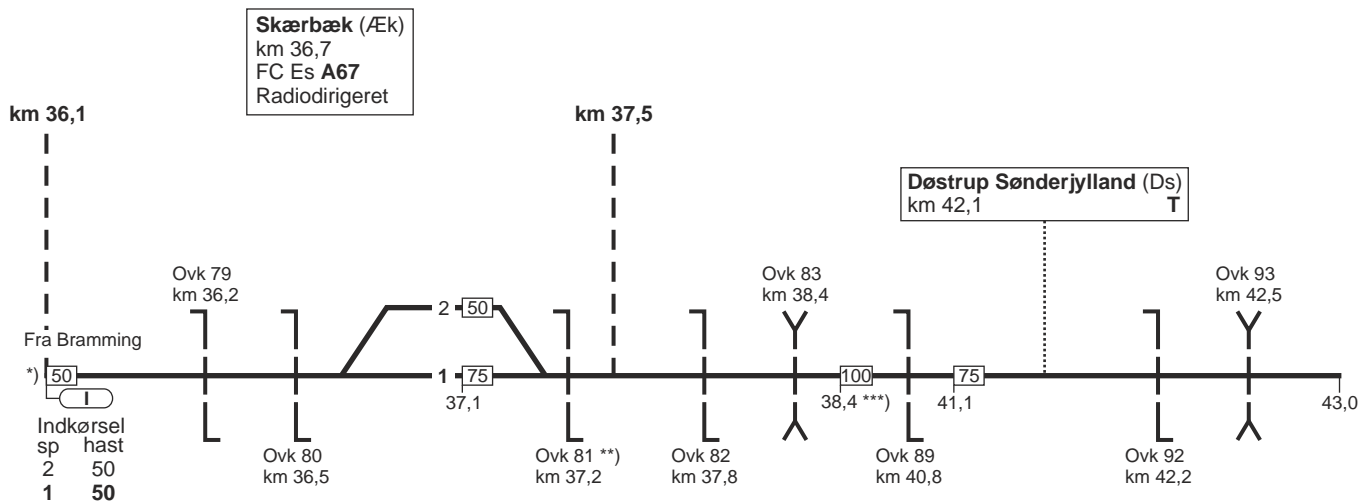 Skærbæk (Æk)
km 36,7
FC Es A67
Radiodirigeret
km 36,1
km 37,5
Døstrup Sønderjylland (Ds)
km 42,1 T
Ovk 79
km 36,2
Ovk 83
km 38,4
Ovk 93
km 42,5
2 50
Fra Bramming
*) 50
1 75
100
75
37,1
38,4 ***)
41,1
43,0
I
Indkørsel
sp hast
2 50
1 50
Ovk 80
km 36,5
Ovk 81 **)
km 37,2
Ovk 82
km 37,8
Ovk 89
km 40,8
Ovk 92
km 42,2